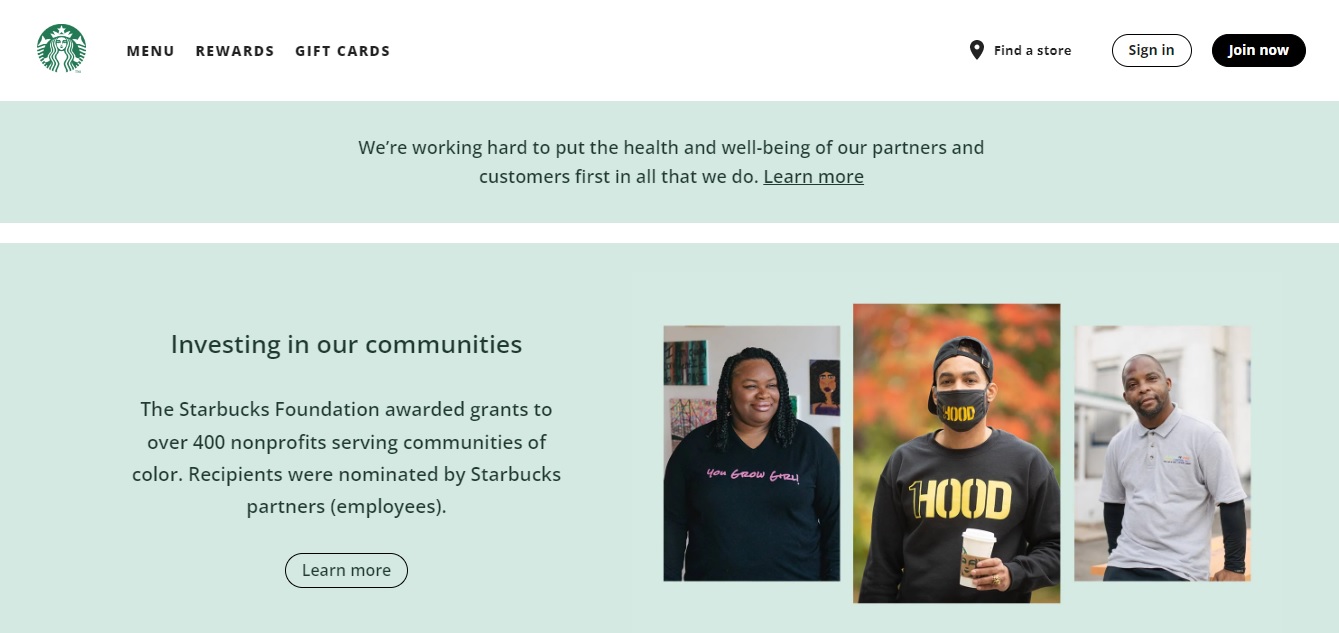 MENU REWARDS GIFT CARDS Find a store Sign in Join now
We're working hard to put the health and well-being of our partners and
customers first in all that we do. Learn more
Investing in our communities
The Starbucks Foundation awarded grants to
over 400 nonprofits serving communities of
color. Recipients were nominated by Starbucks
partners (employees).
Learn more
YOU GROW GIRL!
HOOD
1HOOD